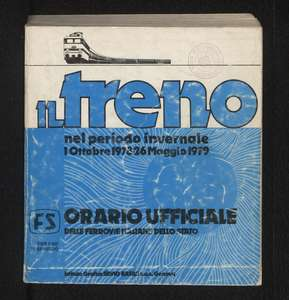 IL treno
nel periodo invernale
1 Ottobre 1978-26 Maggio 1979
FS
ORARIO UFFICIALE
DELLE FERROVIE ITALIANE DELLO STATO